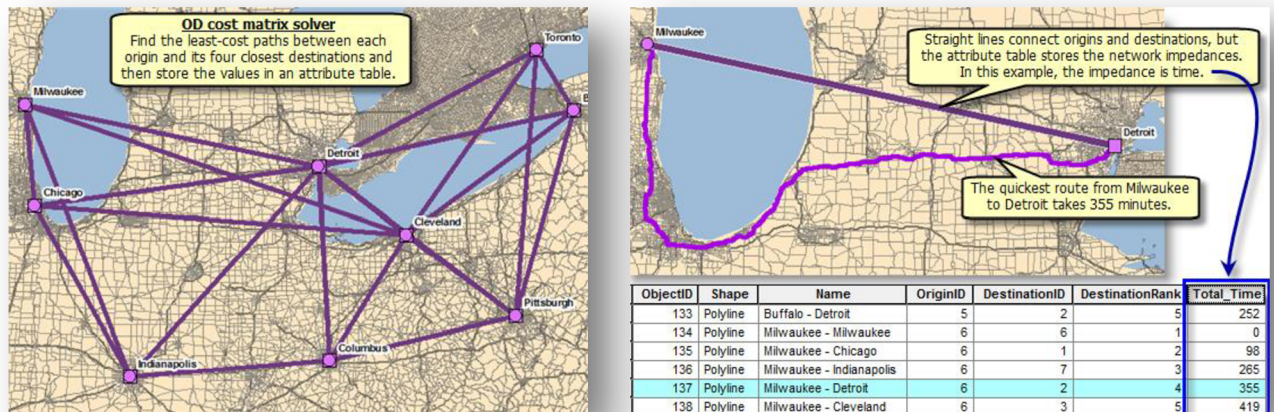 OD cost matrix solver
Find the least-cost paths between each
origin and its four closest destinations and
then store the values in an attribute table.
Toronto
Milwaukee
B
Detroit
Chicago
Cleveland
Pittsburgh
Columbus
Indianapolis
Milwaukee
Straight lines connect origins and destinations, but
the attribute table stores the network impedances.
In this example, the impedance is time.
Detroit
The quickest route from Milwaukee
to Detroit takes 355 minutes.
ObjectID Shape Name OriginID DestinationID DestinationRank Total_Time
133 Polyline Buffalo - Detroit 5 2 5 252
134 Polyline Milwaukee - Milwaukee 6 6 1 0
135 Polyline Milwaukee - Chicago 6 1 2 98
136 Polyline Milwaukee - Indianapolis 6 7 3 265
137 Polyline Milwaukee - Detroit 6 2 4 355
138 Polyline Milwaukee - Cleveland 6 3 5 419